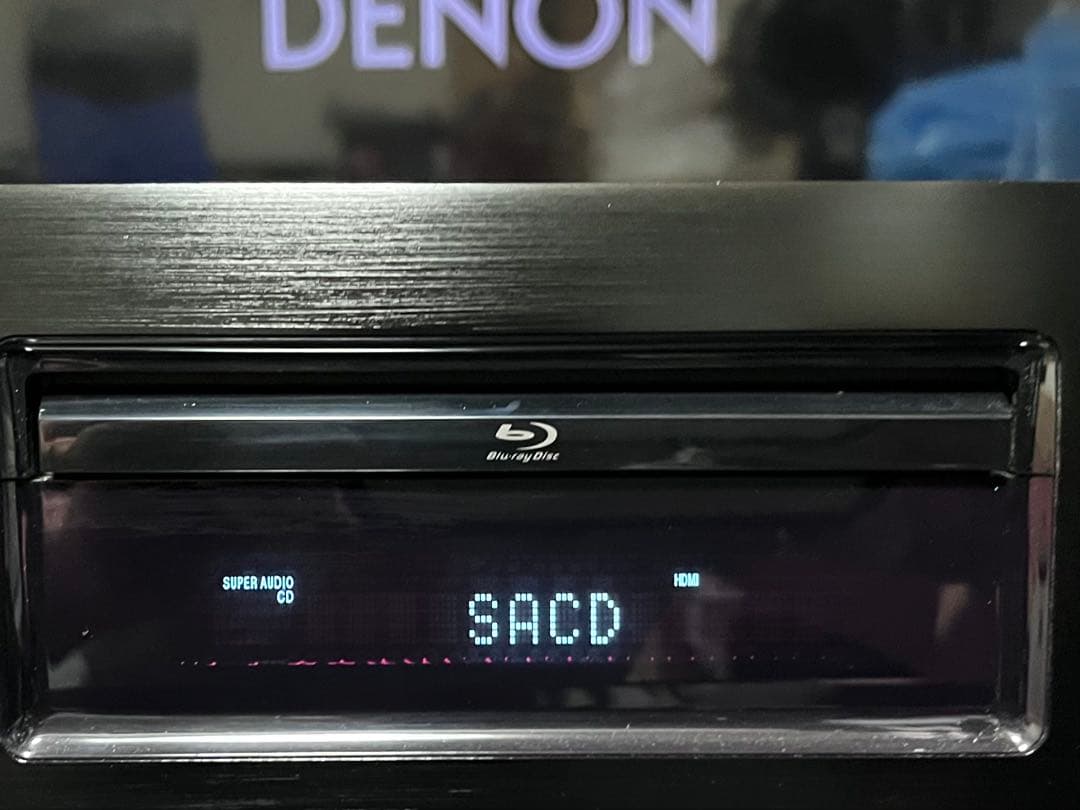 DENON
Blu-ray Disc
SUPER AUDIO
CD
HDMI
SACD